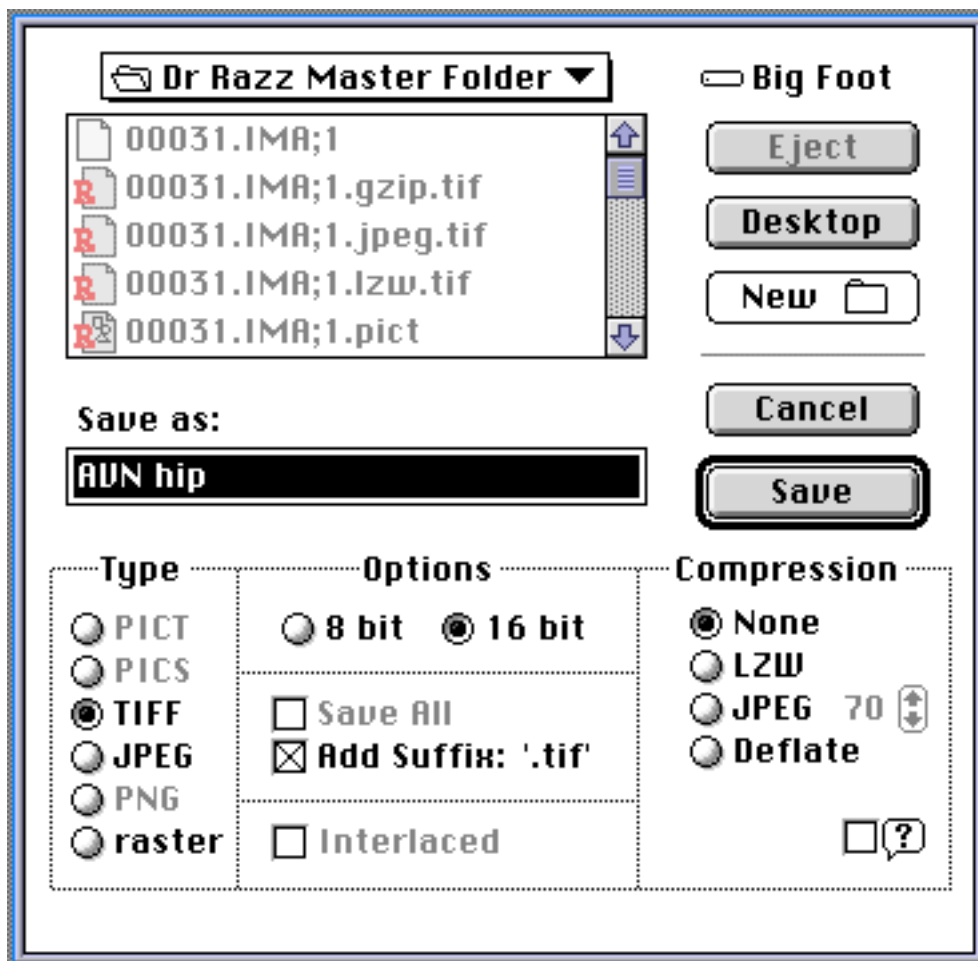 Dr Razz Master Folder
Big Foot
00031.IMA;1
00031.IMA;1.gzip.tif
00031.IMA;1.jpeg.tif
00031.IMA;1.lzw.tif
00031.IMA;1.pict
Eject
Desktop
New
Save as:
AVN hip
Cancel
Save
Type
PICT
PICS
TIFF
JPEG
PNG
raster
Options
8 bit 16 bit
Save All
Add Suffix: '.tif'
Interlaced
Compression
None
LZW
JPEG 70
Deflate
?